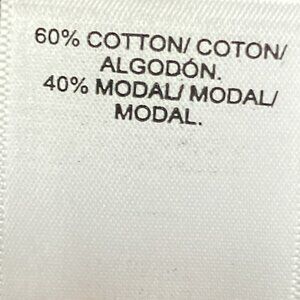 60% COTTON/ COTON/
ALGODÓN.
40% MODAL/ MODAL/
MODAL.